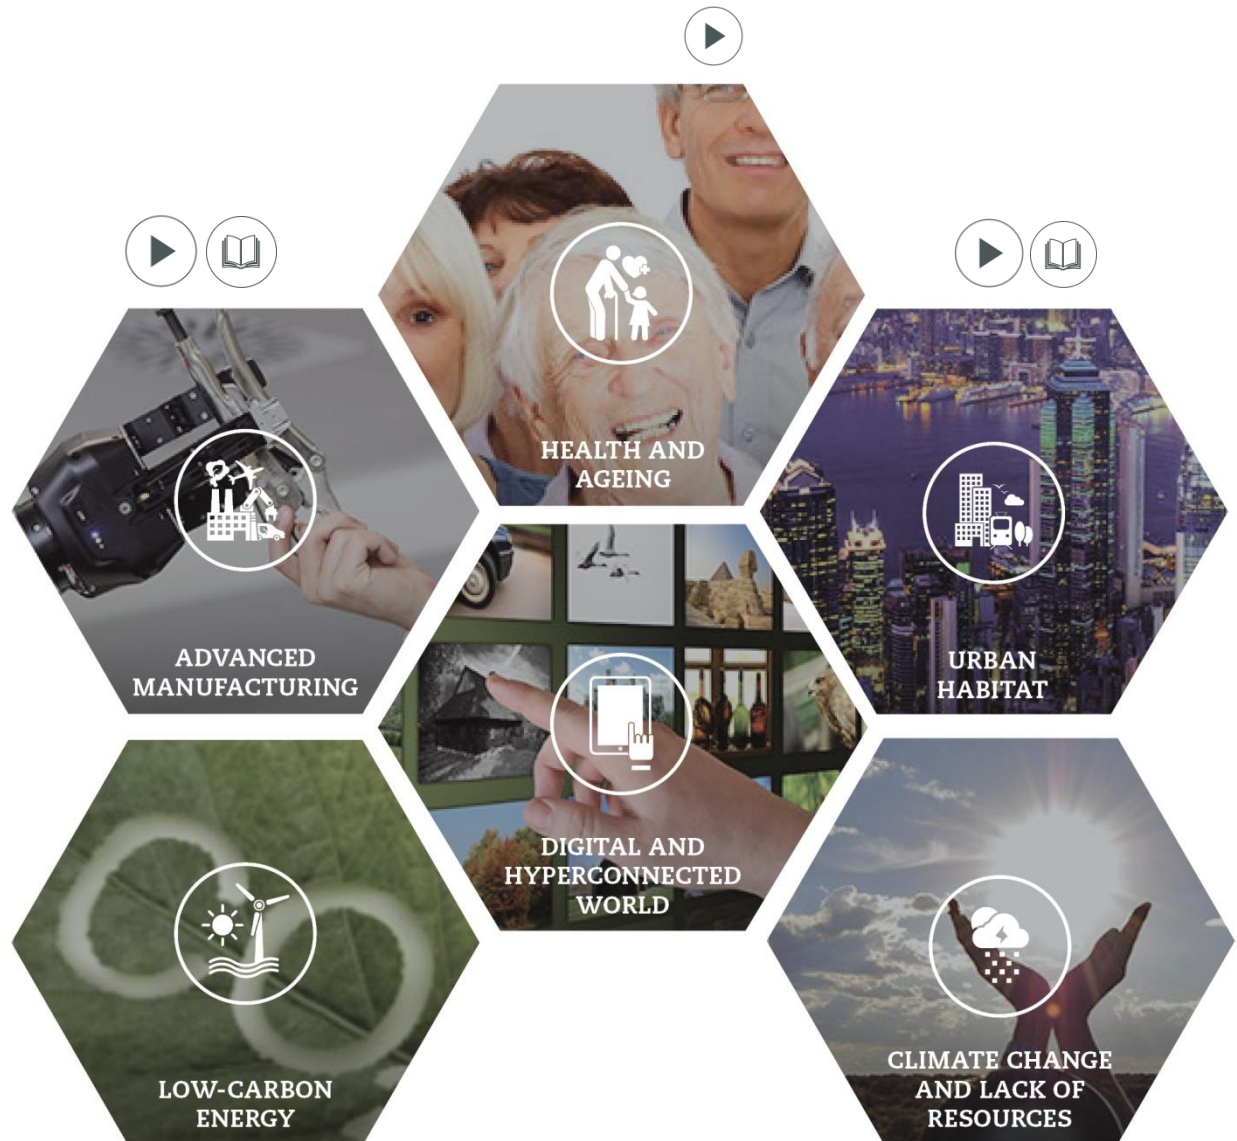 HEALTH AND
AGEING
ADVANCED
MANUFACTURING
URBAN
HABITAT
DIGITAL AND
HYPERCONNECTED
WORLD
LOW-CARBON
ENERGY
CLIMATE CHANGE
AND LACK OF
RESOURCES